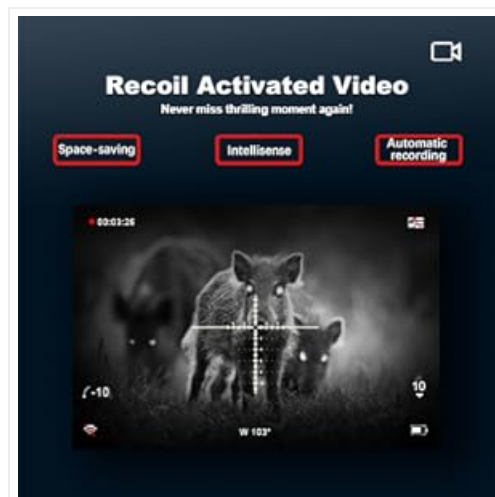 Recoil Activated Video
Never miss thrilling moment again!
Space-saving
Intellisense
Automatic
recording
00:03:26
-10
10
W 103°